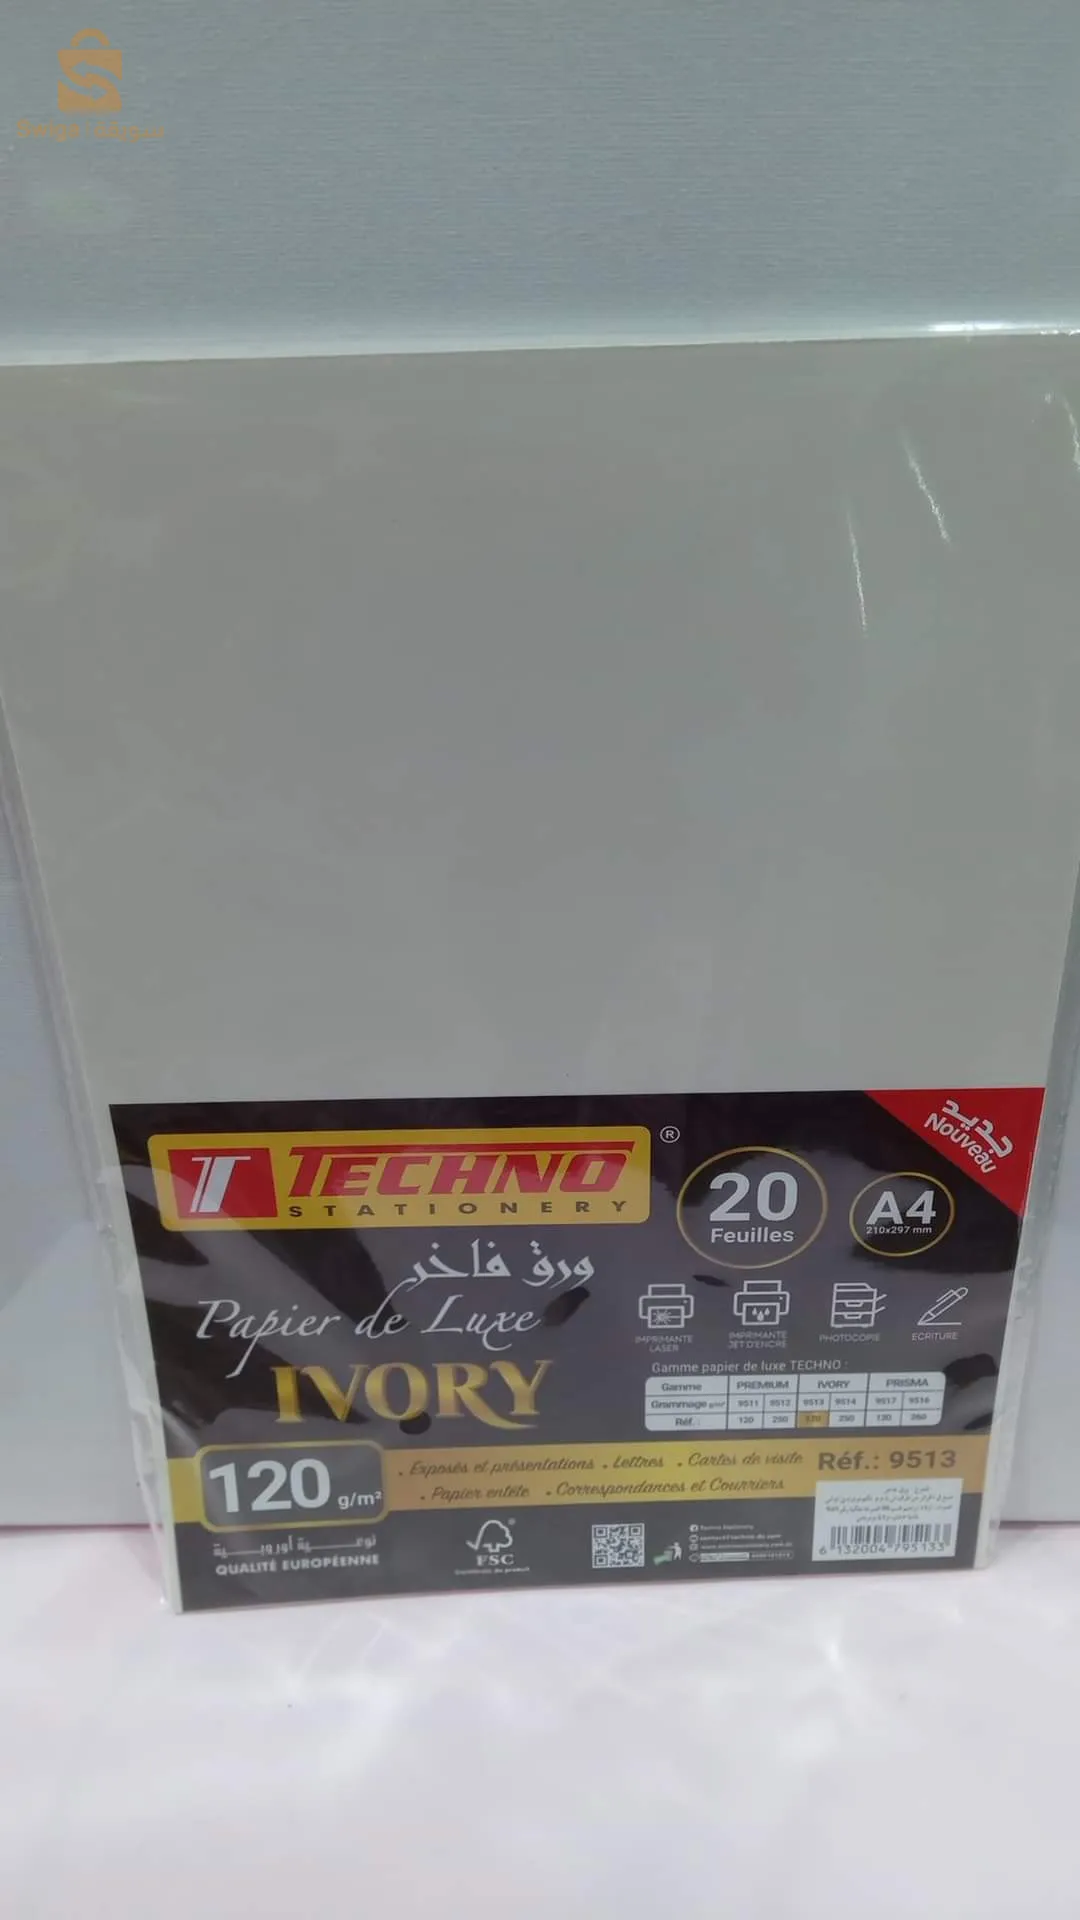 جديد
Nouveau
TECHNO
STATIONERY
®
20
Feuilles
A4
210x297 mm
ورق فاخر
Papier de Luxe
IVORY
IMPRIMANTE
LASER
IMPRIMANTE
JET D'ENCRE
PHOTOCOPIE
ECRITURE
Gamme papier de luxe TECHNO :
Gamme PREMIUM IVORY PRISMA
Grammage g/m² 9511 9512 9513 9514 9517 9516
Réf.: 120 250 120 250 120 250
120 g/m²
. Exposés et présentations . Lettres . Cartes de visite
. Papier entête . Correspondances et Courriers
Réf.: 9513
نوعية أوروبية
QUALITÉ EUROPÉENNE
FSC
6 132004 795133